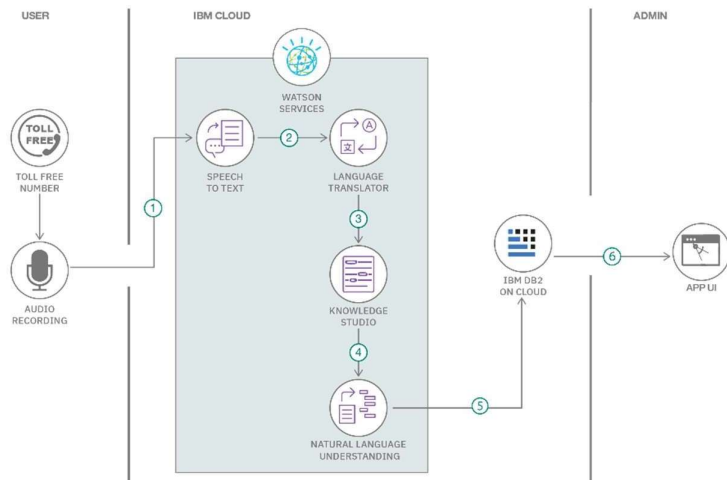 USER
IBM CLOUD
ADMIN
WATSON
SERVICES
TOLL
FREE
TOLL FREE
NUMBER
1
SPEECH
TO TEXT
2
A
文
LANGUAGE
TRANSLATOR
3
AUDIO
RECORDING
KNOWLEDGE
STUDIO
IBM DB2
ON CLOUD
6
APP UI
4
NATURAL LANGUAGE
UNDERSTANDING
5